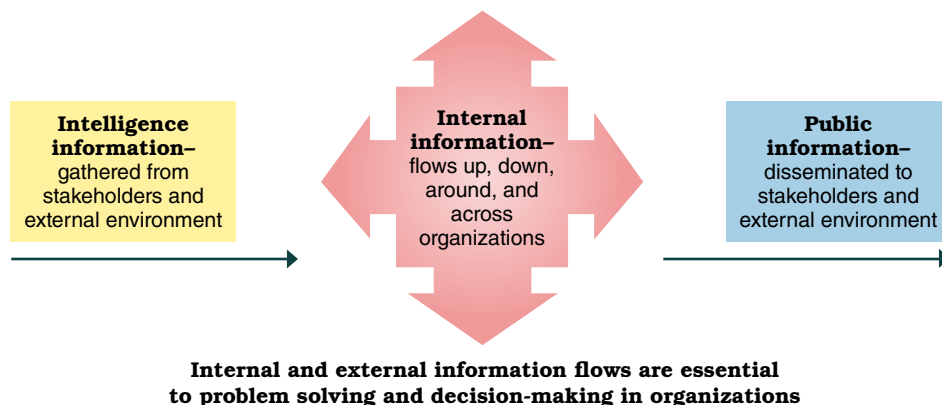 Intelligence
information–
gathered from
stakeholders and
external environment
Internal
information–
flows up, down,
around, and
across
organizations
Public
information–
disseminated to
stakeholders and
external environment
Internal and external information flows are essential
to problem solving and decision-making in organizations